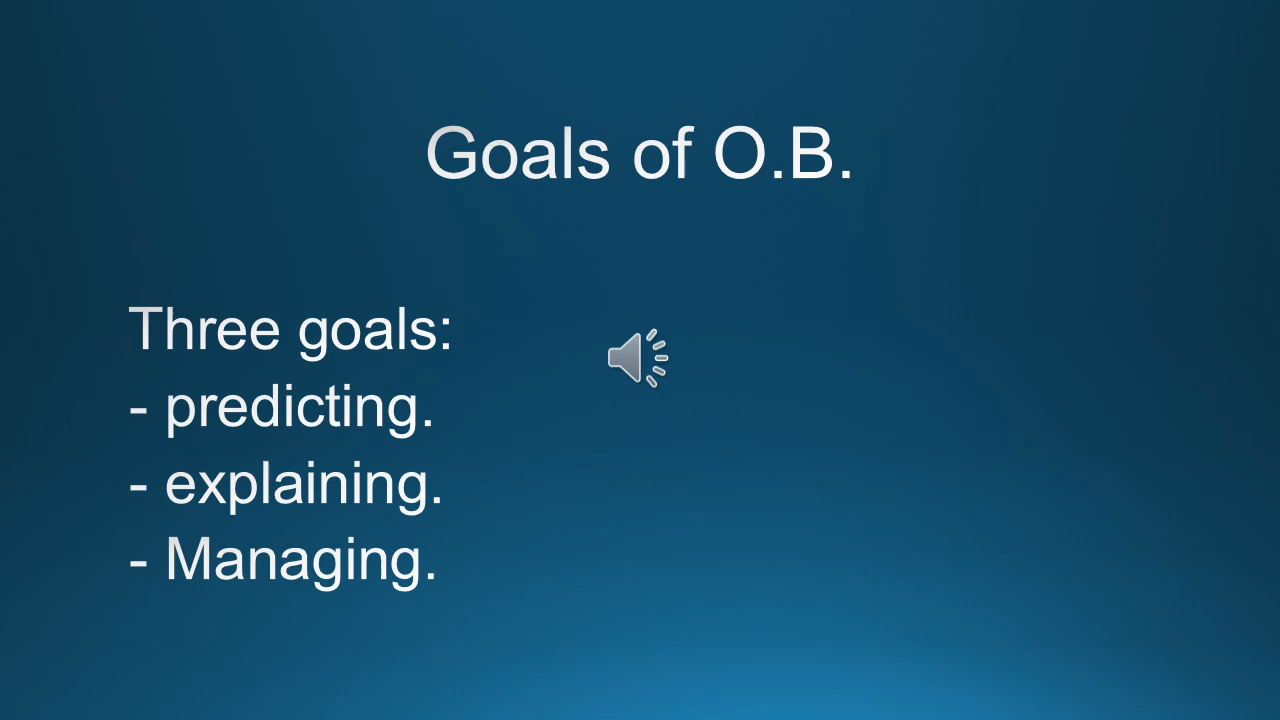 Goals of O.B.
Three goals:
- predicting.
- explaining.
- Managing.